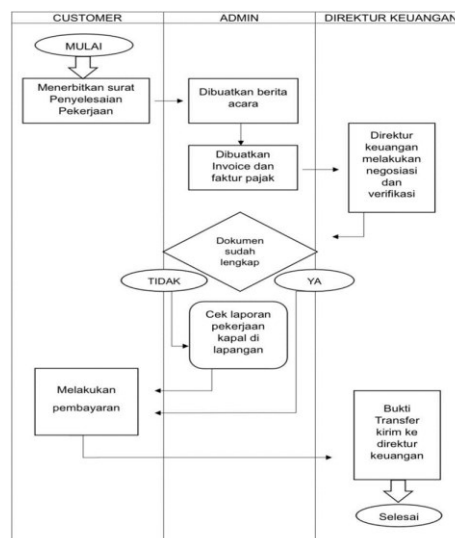 CUSTOMER
ADMIN
DIREKTUR KEUANGAN
MULAI
Menerbitkan surat
Penyelesaian
Pekerjaan
Dibuatkan berita
acara
Dibuatkan
Invoice dan
faktur pajak
Direktur
keuangan
melakukan
negosiasi
dan
verifikasi
Dokumen
sudah
lengkap
TIDAK
YA
Cek laporan
pekerjaan
kapal di
lapangan
Melakukan
pembayaran
Bukti
Transfer
kirim ke
direktur
keuangan
Selesai